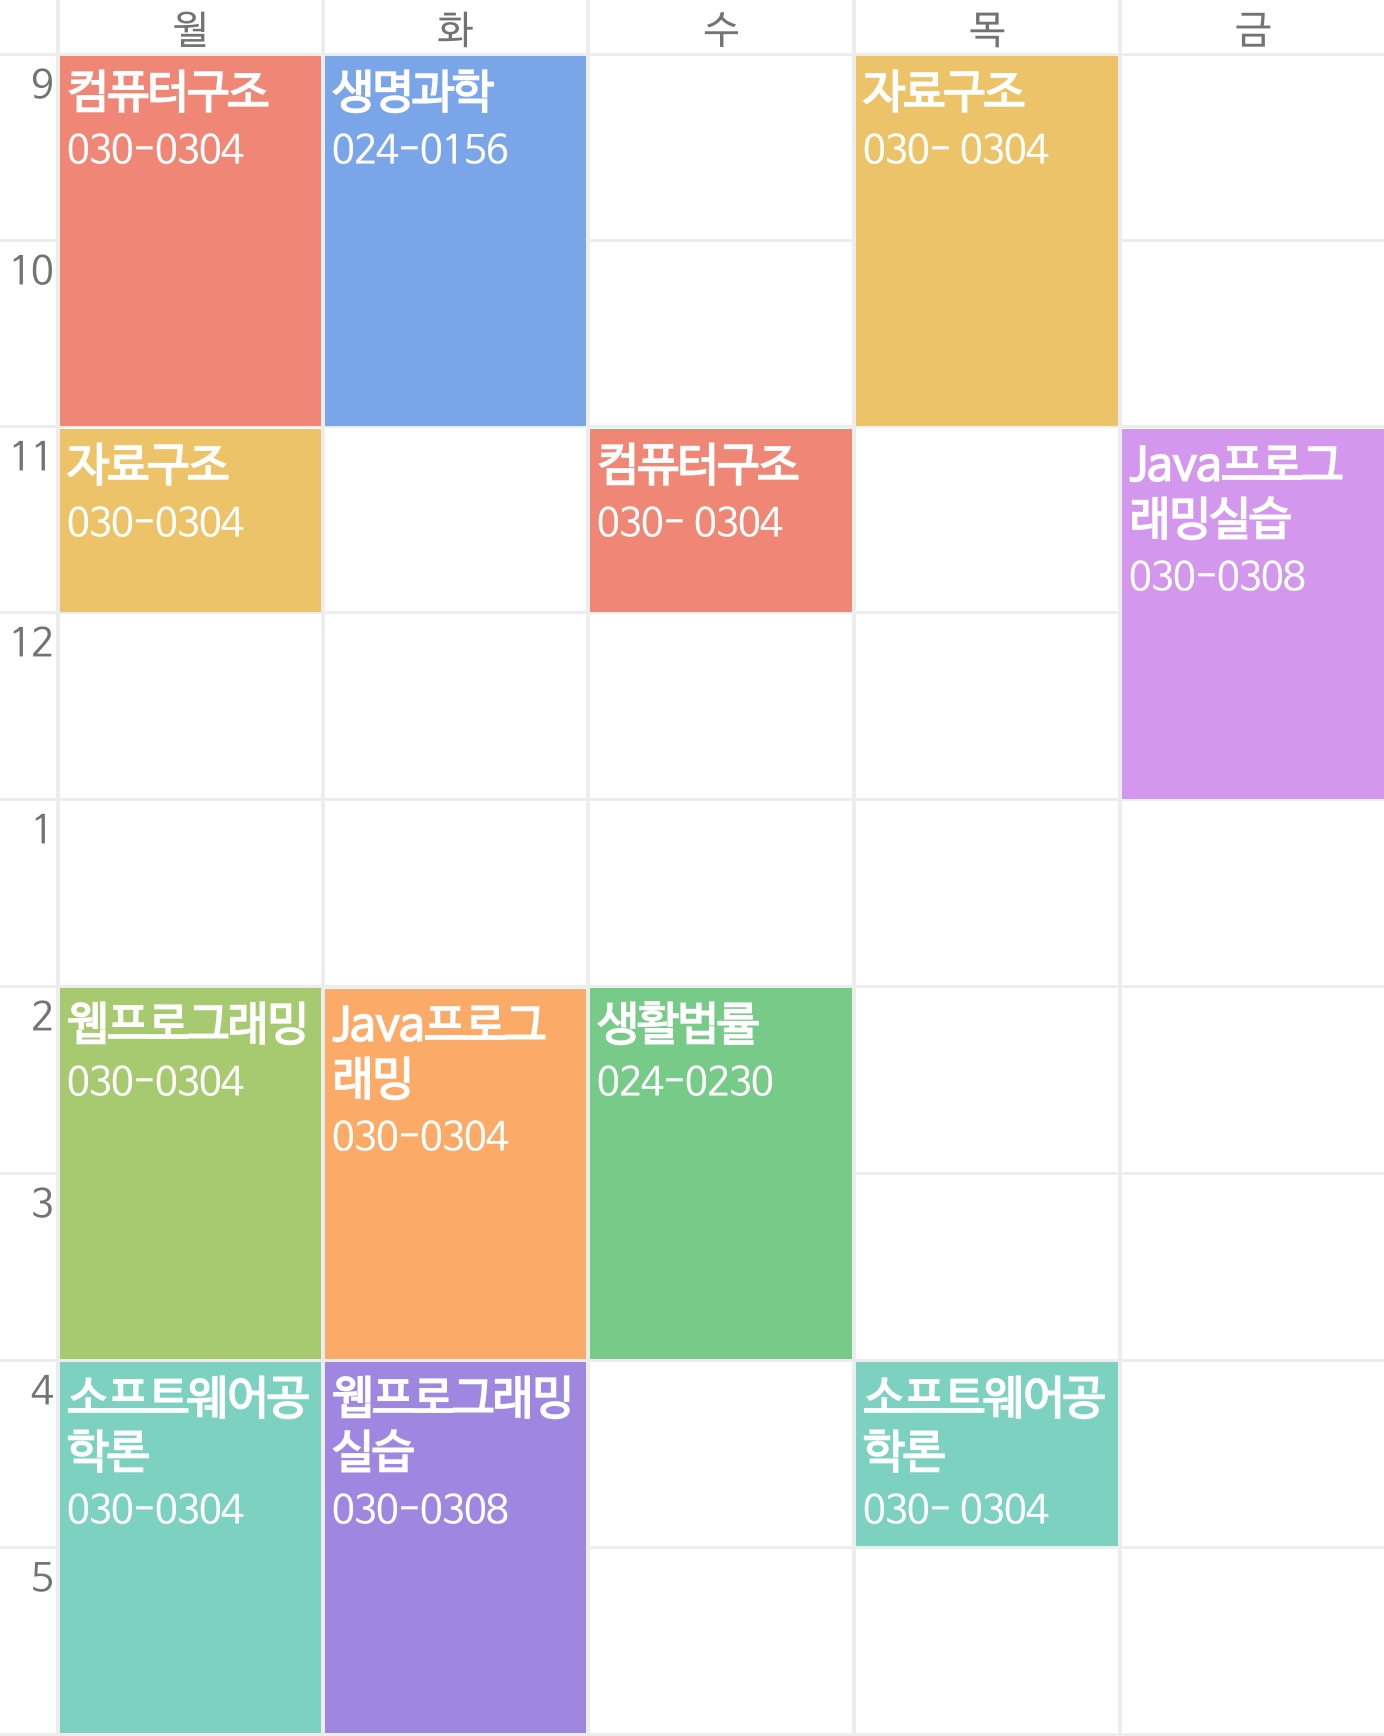 월 화 수 목 금
9
컴퓨터구조
030-0304
생명과학
024-0156
자료구조
030- 0304
10
11
자료구조
030-0304
컴퓨터구조
030- 0304
Java프로그
래밍실습
030-0308
12
1
2
웹프로그래밍
030-0304
Java프로그
래밍
030-0304
생활법률
024-0230
3
4
소프트웨어공
학론
030-0304
웹프로그래밍
실습
030-0308
소프트웨어공
학론
030- 0304
5